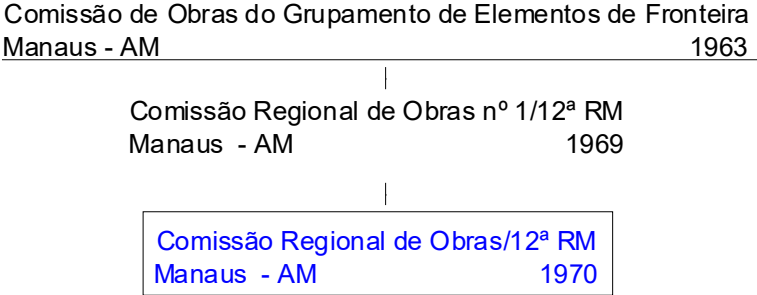 Comissão de Obras do Grupamento de Elementos de Fronteira
Manaus - AM 1963
Comissão Regional de Obras nº 1/12ª RM
Manaus - AM 1969
Comissão Regional de Obras/12ª RM
Manaus - AM 1970